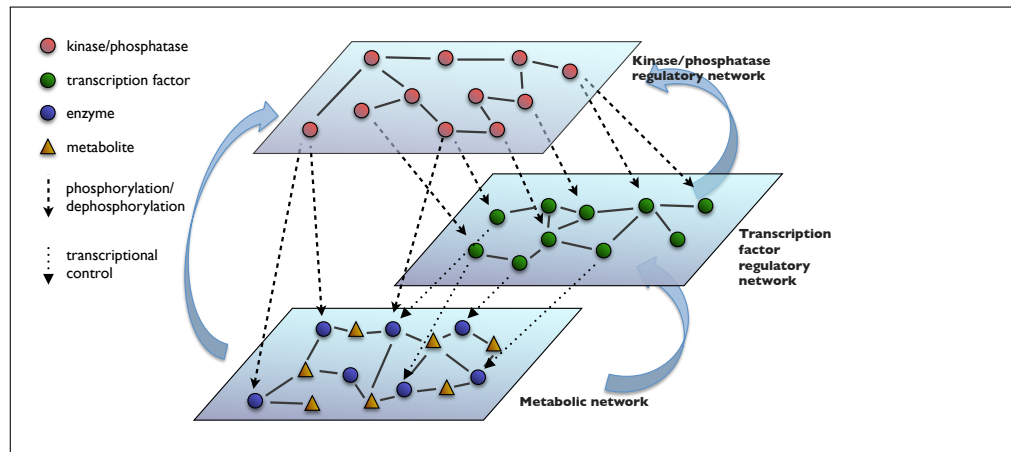 kinase/phosphatase
transcription factor
enzyme
metabolite
phosphorylation/
dephosphorylation
transcriptional
control
Kinase/phosphatase
regulatory network
Transcription
factor
regulatory
network
Metabolic network